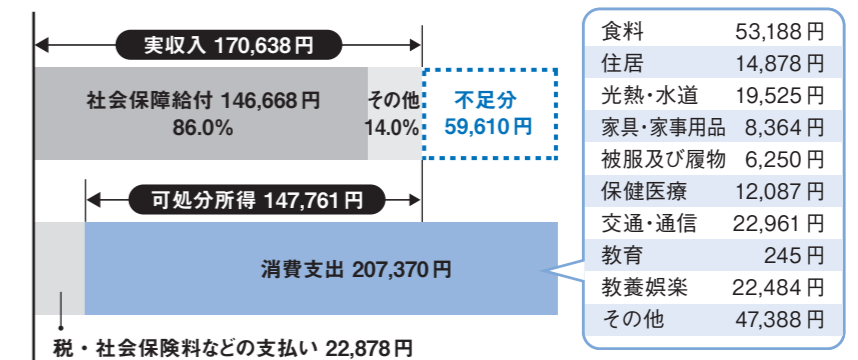 実収入 170,638円
社会保障給付 146,668円
86.0%
その他
14.0%
不足分
59,610円
可処分所得 147,761円
消費支出 207,370円
税・社会保険料などの支払い 22,878円
食料 53,188円
住居 14,878円
光熱・水道 19,525円
家具・家事用品 8,364円
被服及び履物 6,250円
保健医療 12,087円
交通・通信 22,961円
教育 245円
教養娯楽 22,484円
その他 47,388円